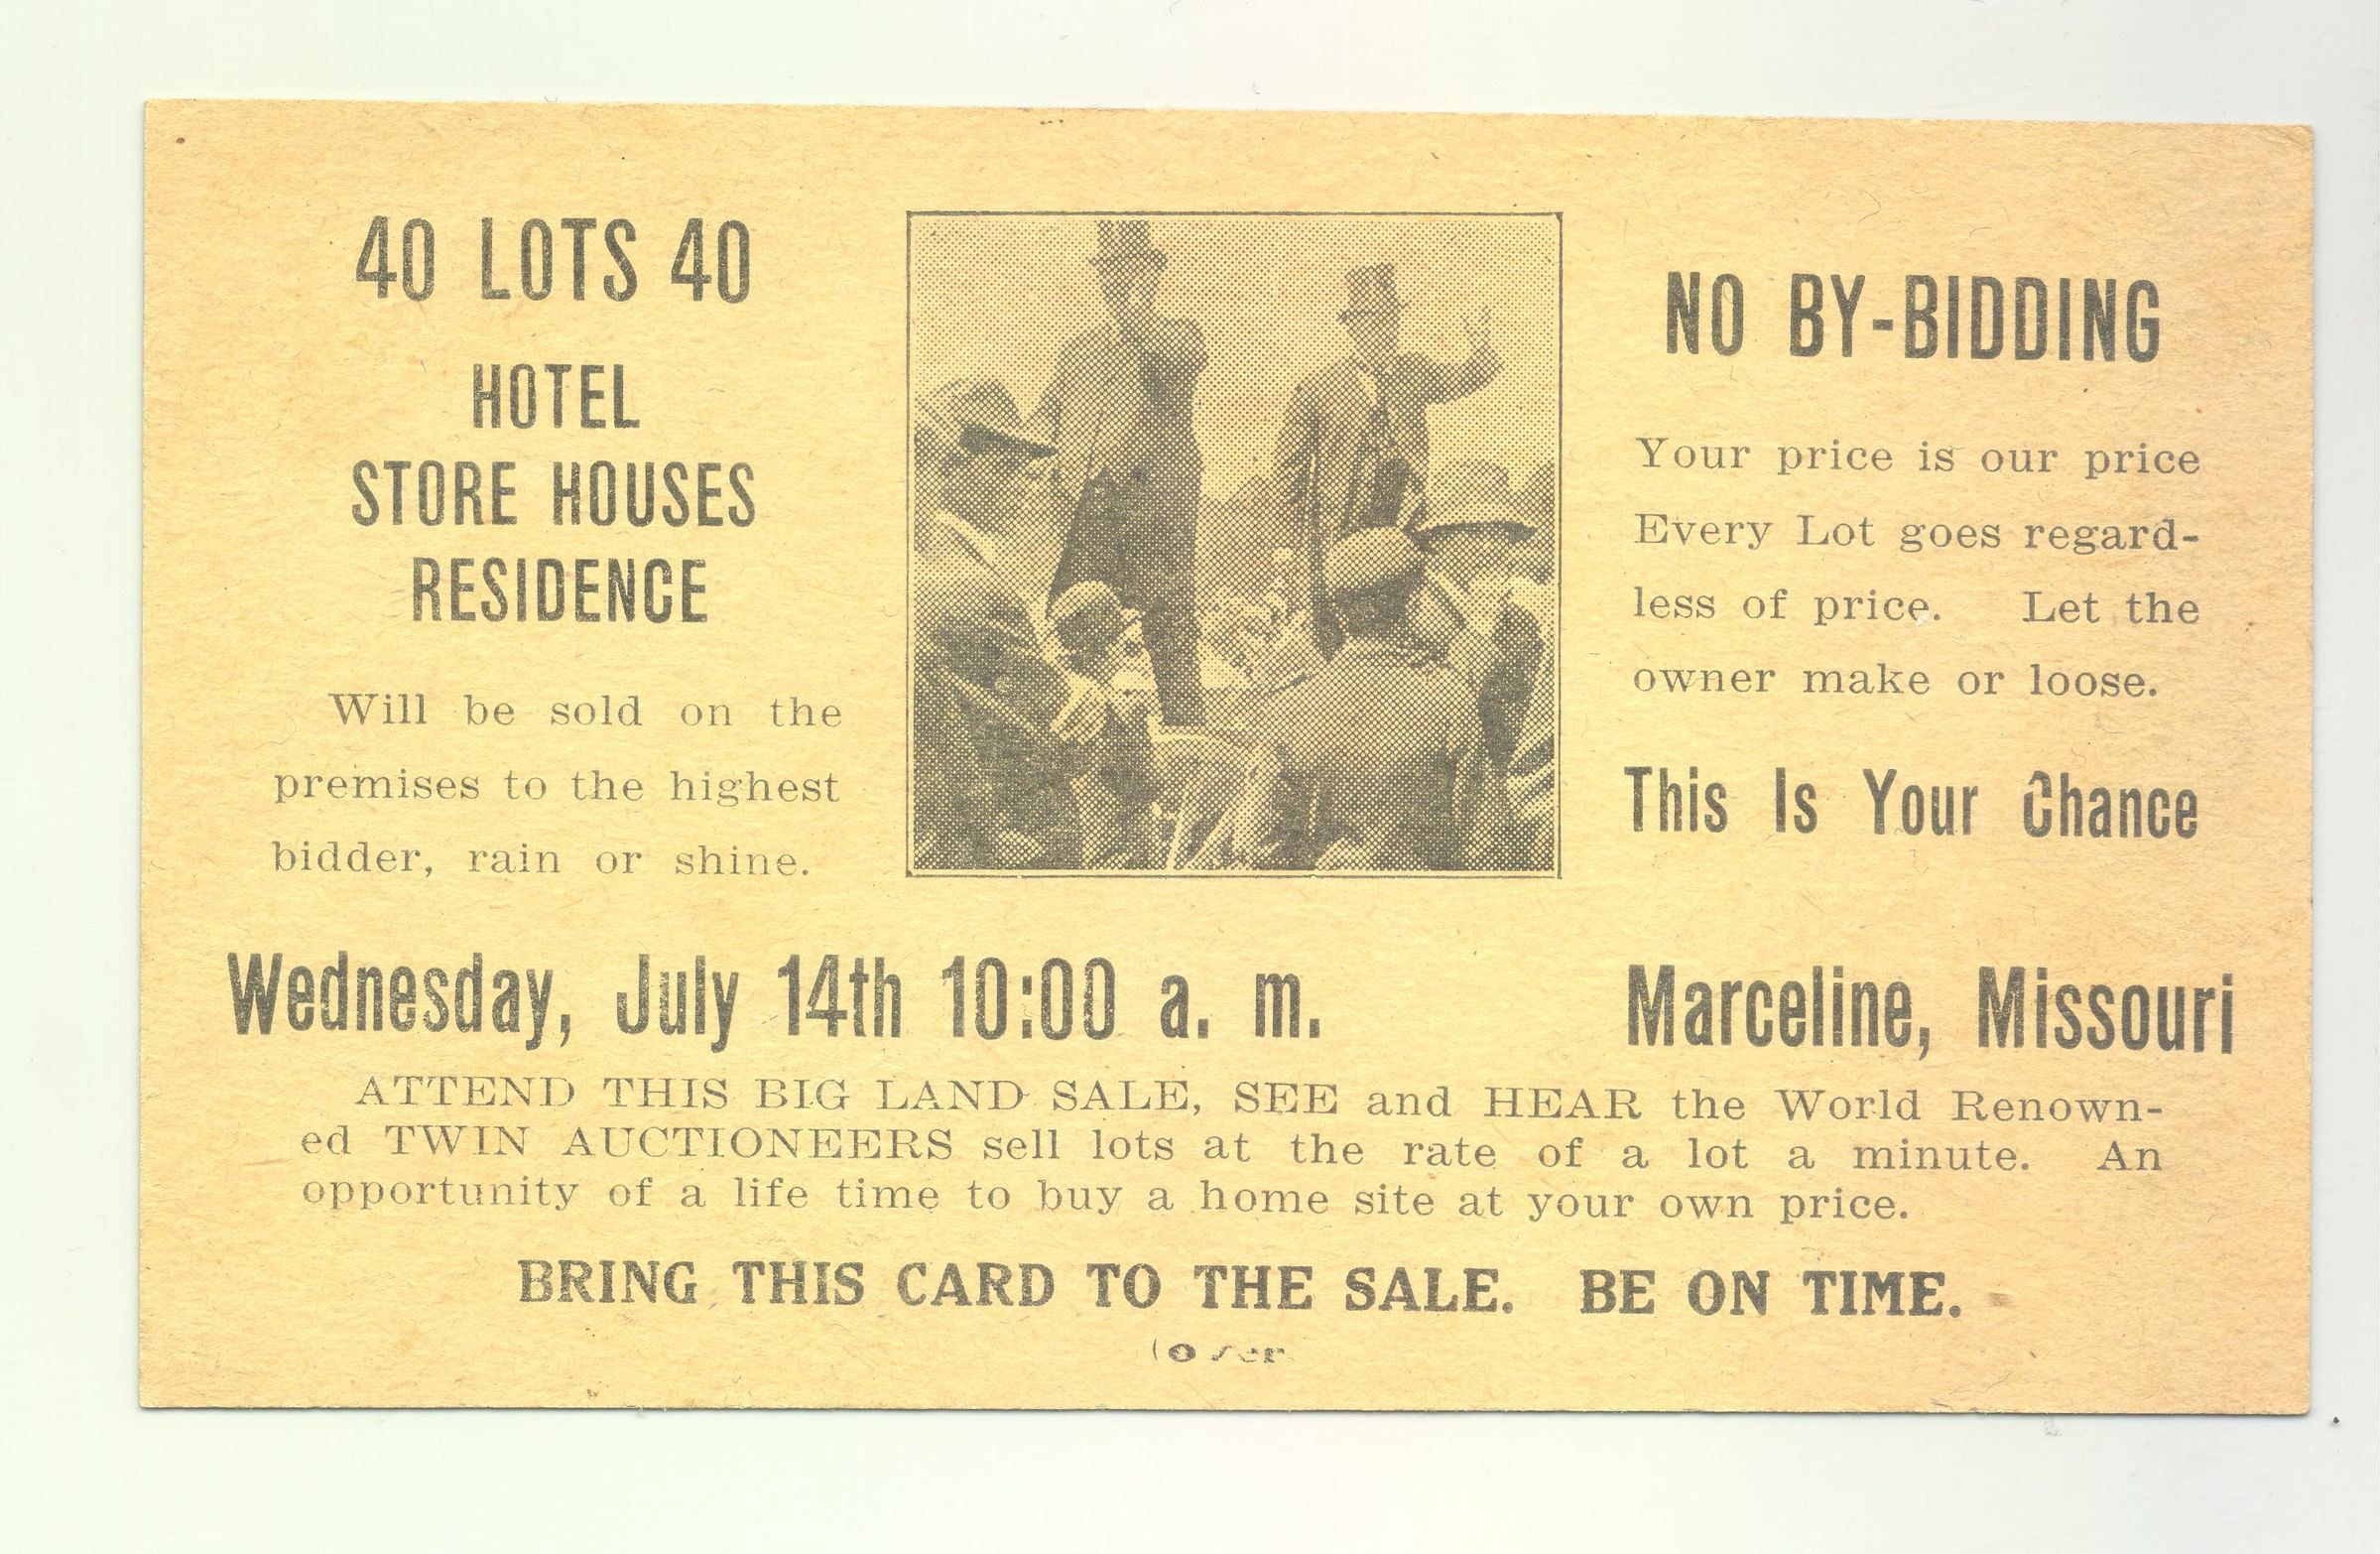 40 LOTS 40
HOTEL
STORE HOUSES
RESIDENCE
Will be sold on the
premises to the highest
bidder, rain or shine.
NO BY-BIDDING
Your price is our price
Every Lot goes regard-
less of price. Let the
owner make or loose.
This Is Your Chance
Wednesday, July 14th 10:00 a. m.
Marceline, Missouri
ATTEND THIS BIG LAND SALE, SEE and HEAR the World Renown-
ed TWIN AUCTIONEERS sell lots at the rate of a lot a minute. An
opportunity of a life time to buy a home site at your own price.
BRING THIS CARD TO THE SALE. BE ON TIME.